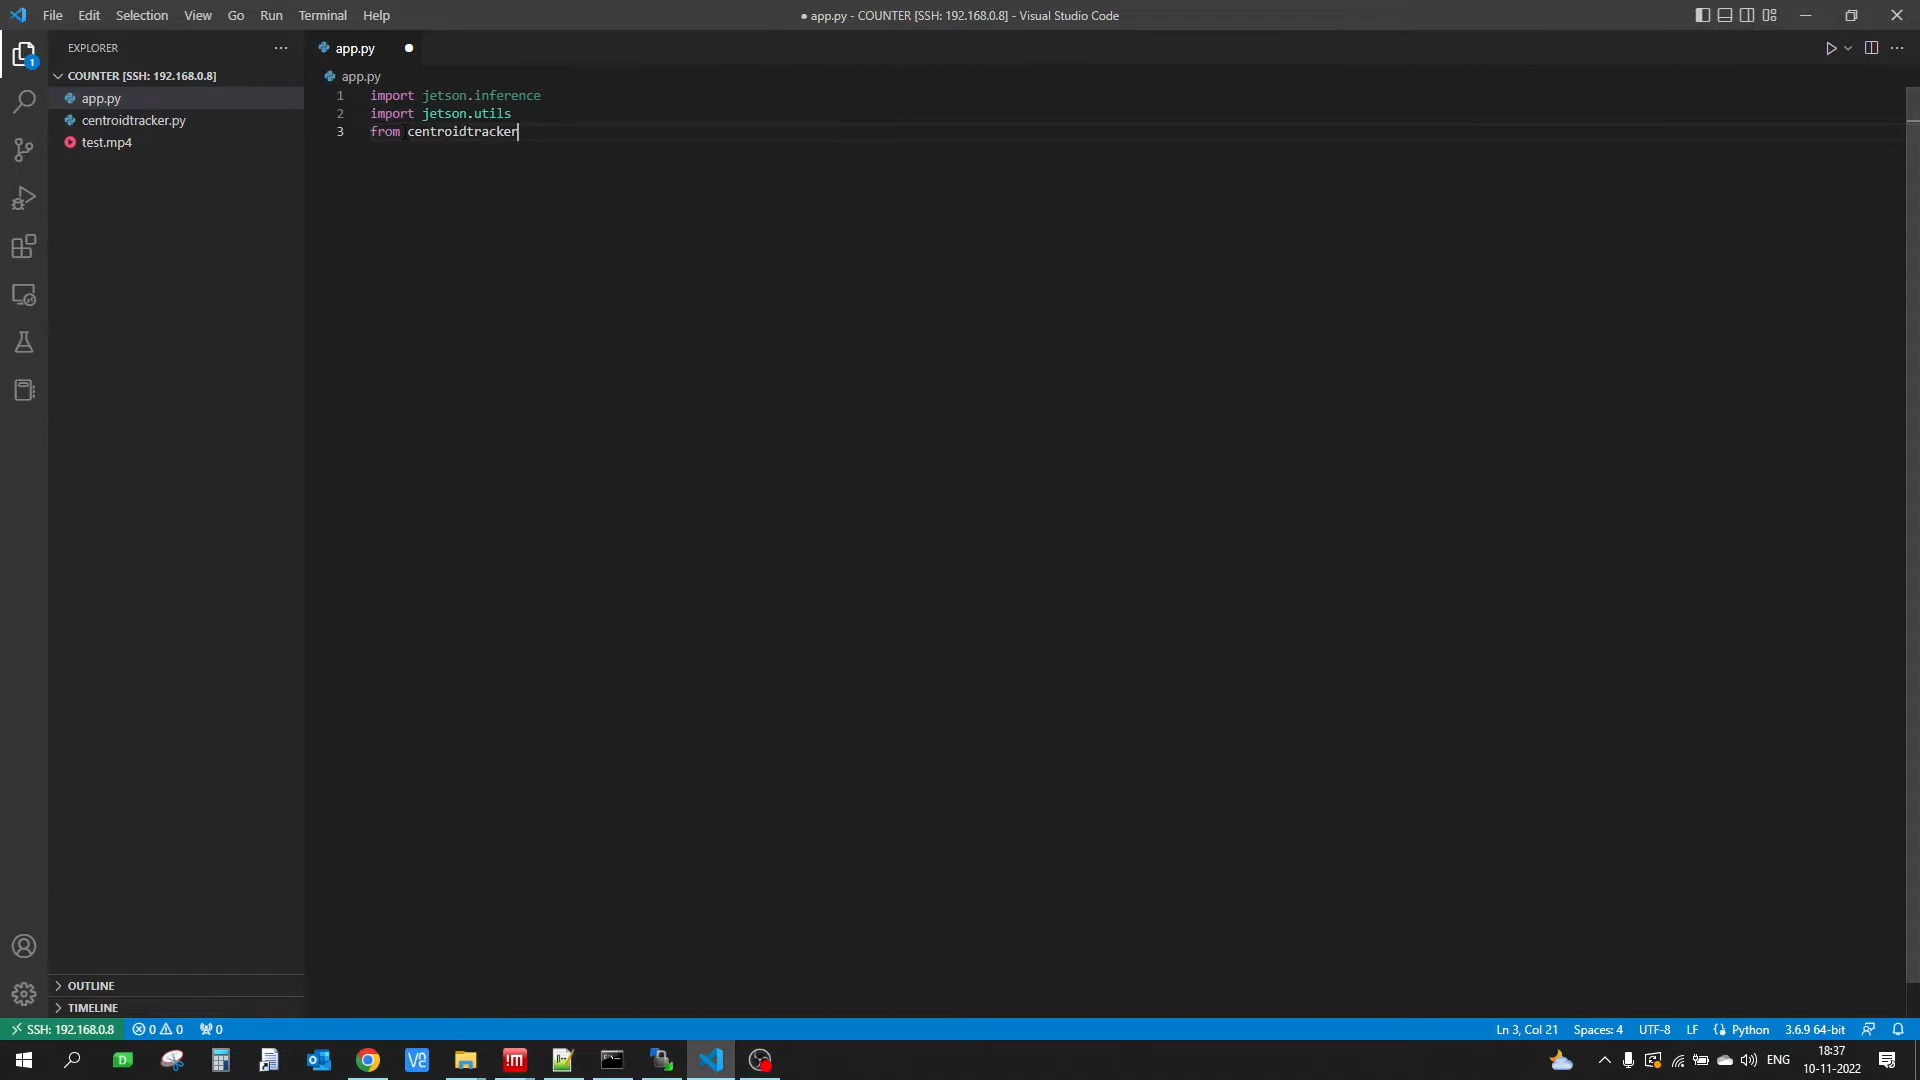 File Edit Selection View Go Run Terminal Help
● app.py - COUNTER [SSH: 192.168.0.8] - Visual Studio Code
EXPLORER
app.py
1
COUNTER [SSH: 192.168.0.8]
app.py
centroidtracker.py
test.mp4
app.py
1 import jetson.inference
2 import jetson.utils
3 from centroidtracker
OUTLINE
TIMELINE
SSH: 192.168.0.8 0 0 0
Ln 3, Col 21 Spaces: 4 UTF-8 LF Python 3.6.9 64-bit
D
!M
ENG
18:37
10-11-2022